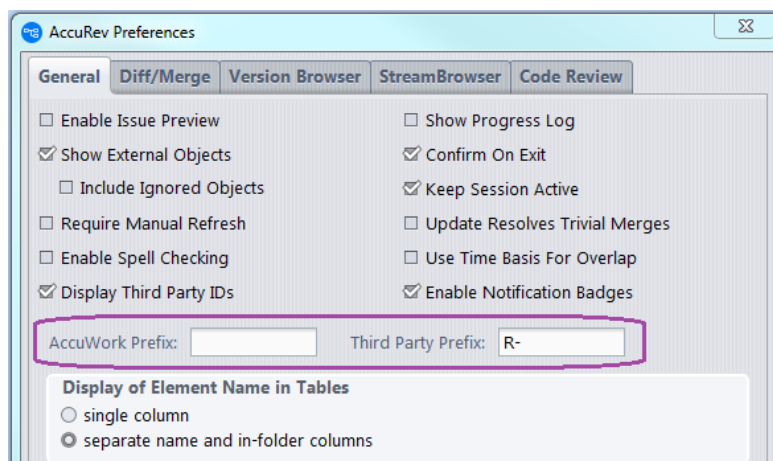 AccuRev Preferences
General Diff/Merge Version Browser StreamBrowser Code Review
Enable Issue Preview Show Progress Log
Show External Objects Confirm On Exit
Include Ignored Objects Keep Session Active
Require Manual Refresh Update Resolves Trivial Merges
Enable Spell Checking Use Time Basis For Overlap
Display Third Party IDs Enable Notification Badges
AccuWork Prefix: Third Party Prefix: R-
Display of Element Name in Tables
single column
separate name and in-folder columns